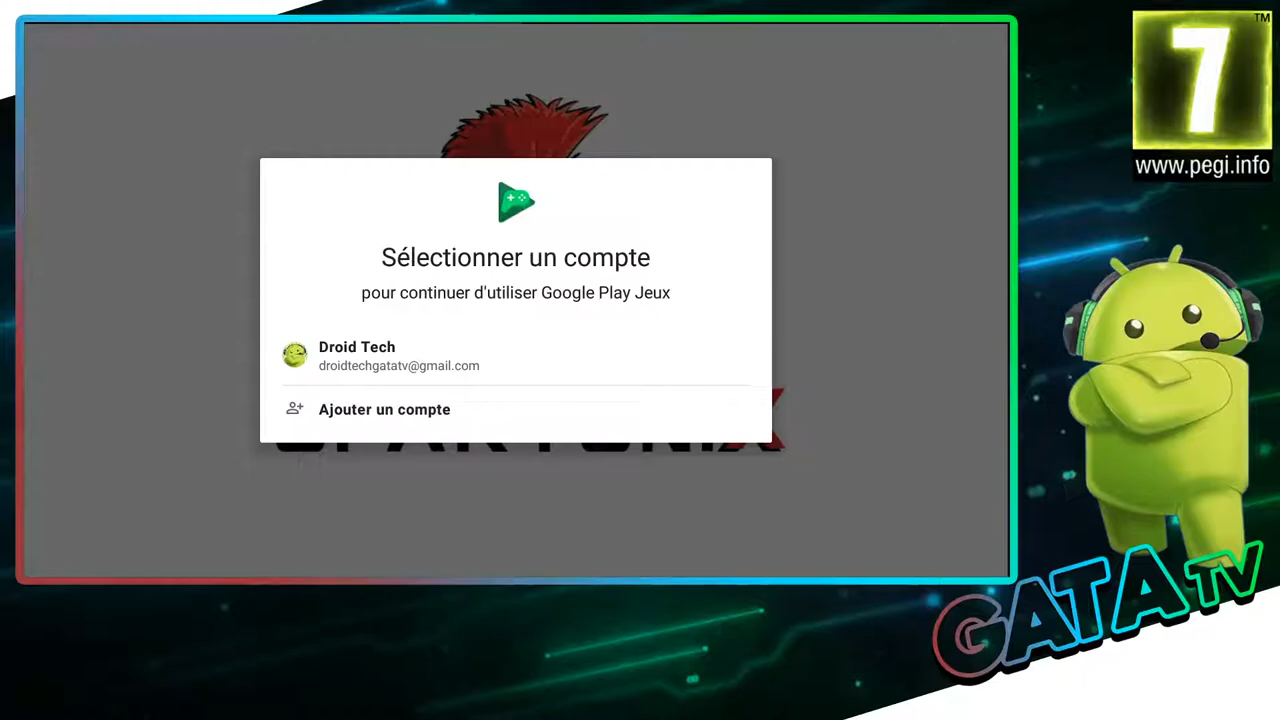 7
TM
www.pegi.info
Sélectionner un compte
pour continuer d'utiliser Google Play Jeux
Droid Tech
droidtechgatatv@gmail.com
Ajouter un compte
GATA TV